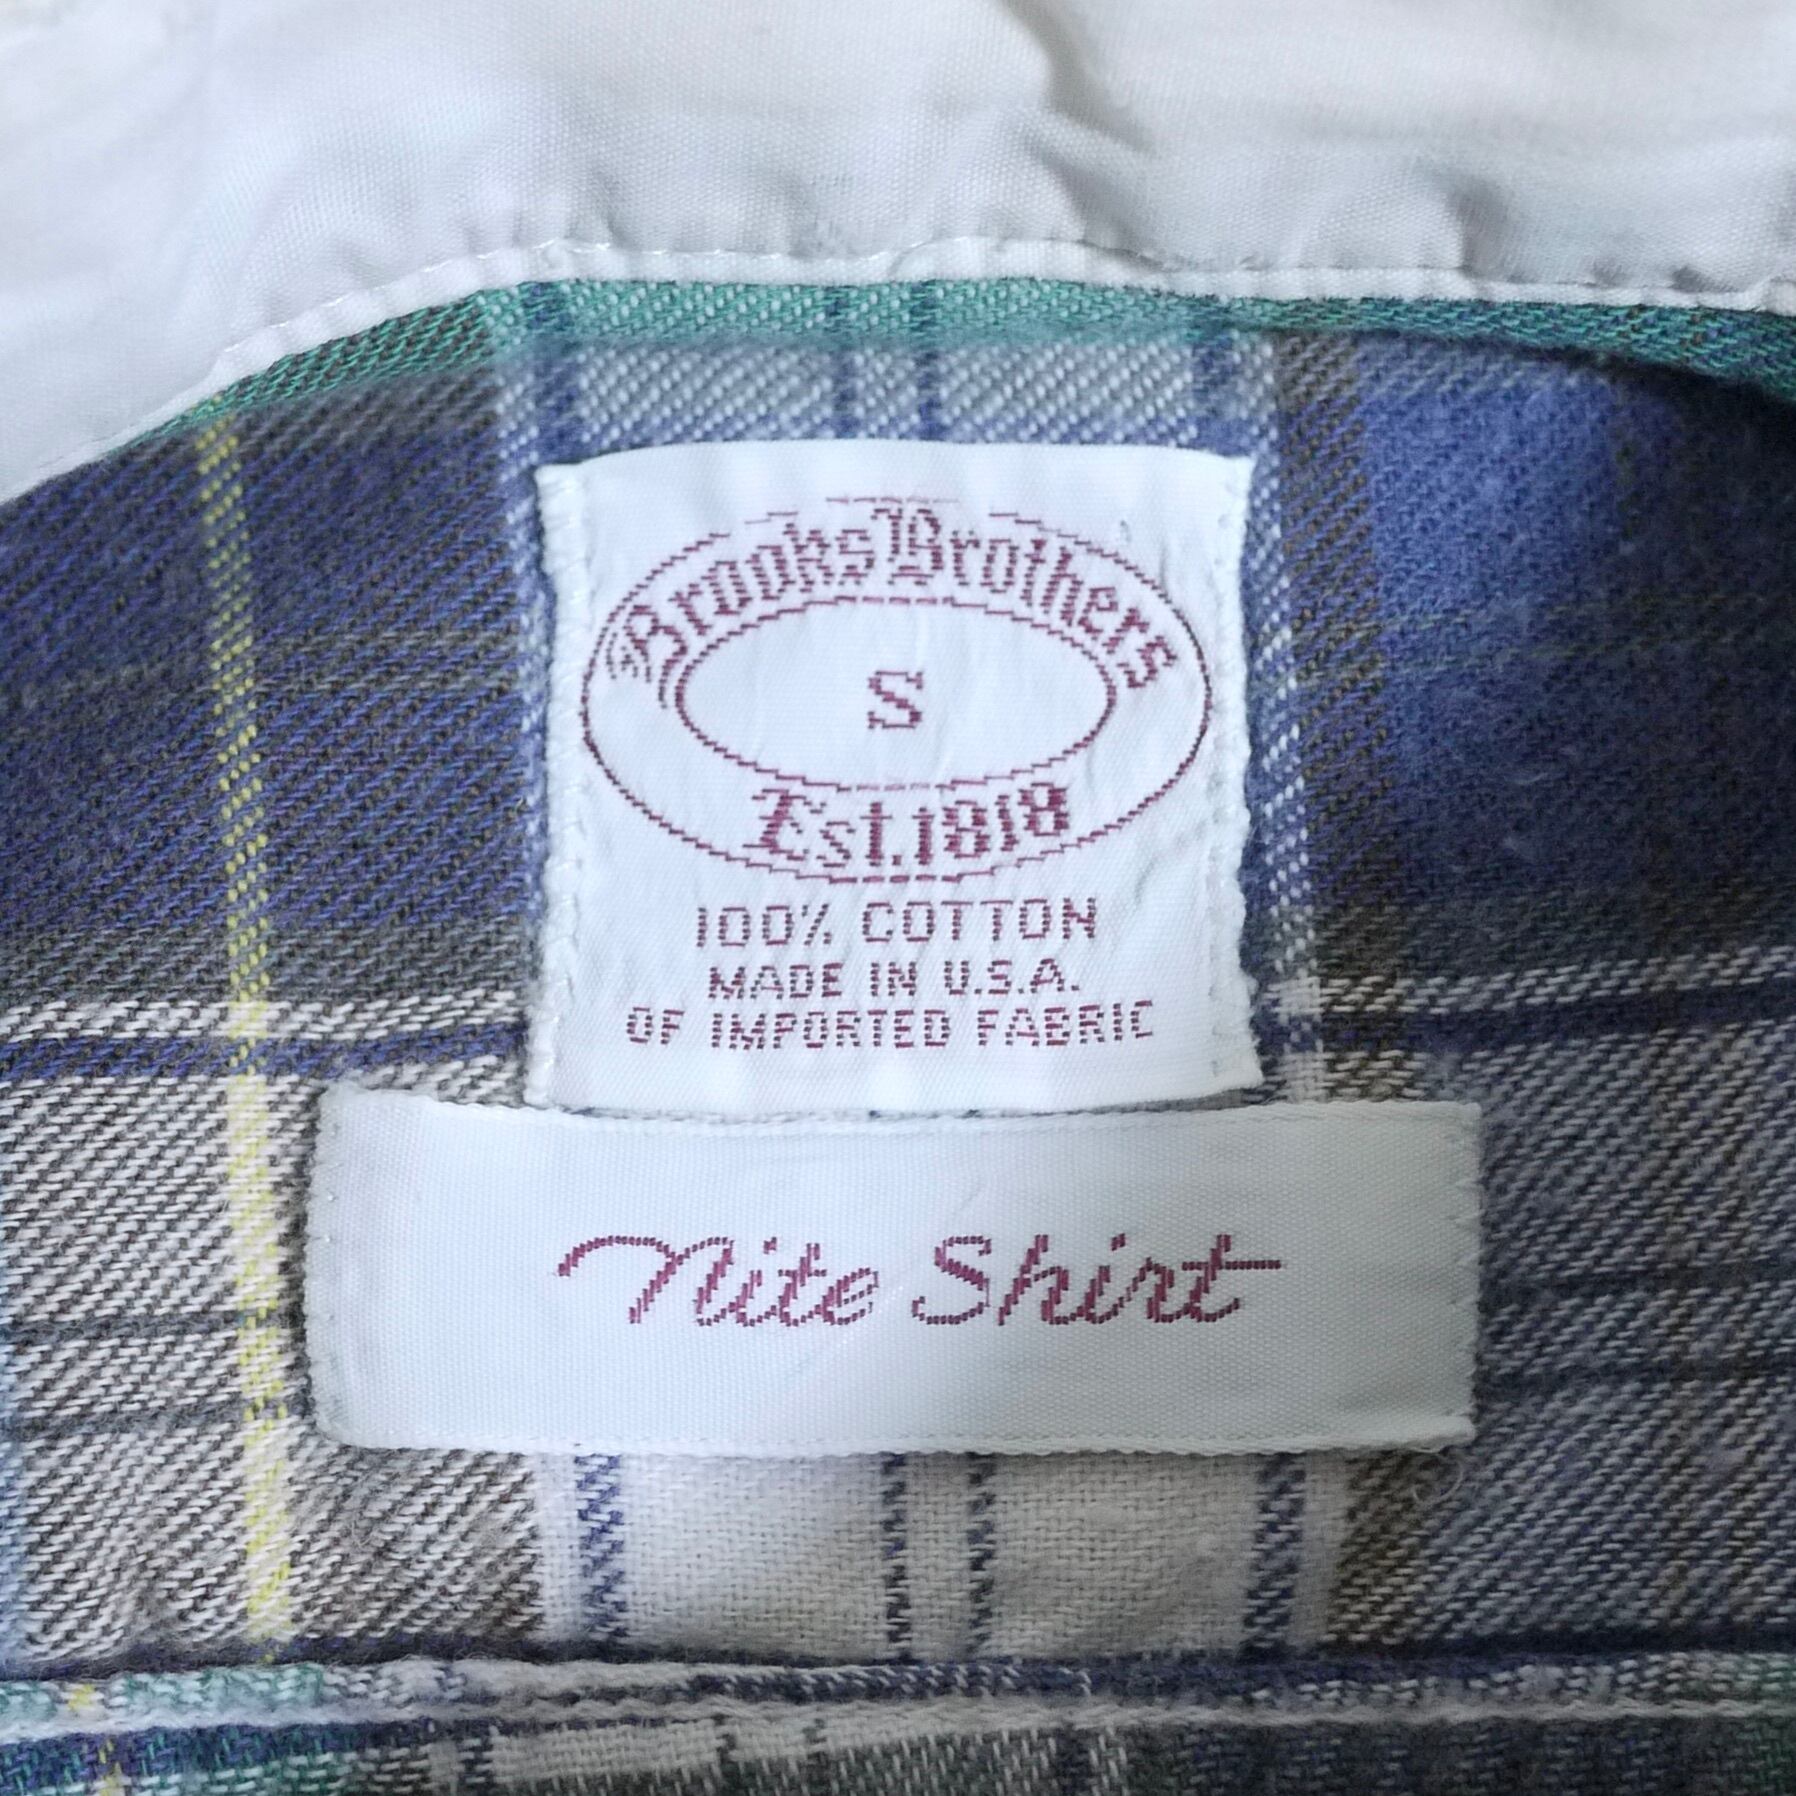 Brooks Brothers
S
Est. 1818
100% COTTON
MADE IN U.S.A.
OF IMPORTED FABRIC
Nite Shirt